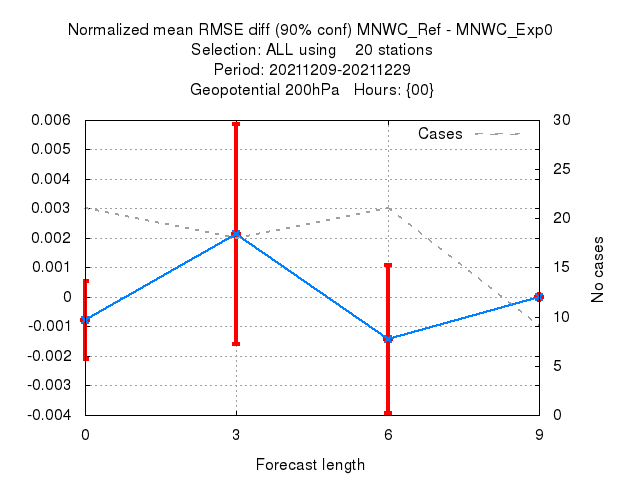 Normalized mean RMSE diff (90% conf) MNWC_Ref - MNWC_Exp0
Selection: ALL using    20 stations
Period: 20211209-20211229
Geopotential 200hPa   Hours: {00}
Cases
0.006
0.005
0.004
0.003
0.002
0.001
0
-0.001
-0.002
-0.003
-0.004
30
25
20
15
10
5
0
No cases
0 3 6 9
Forecast length